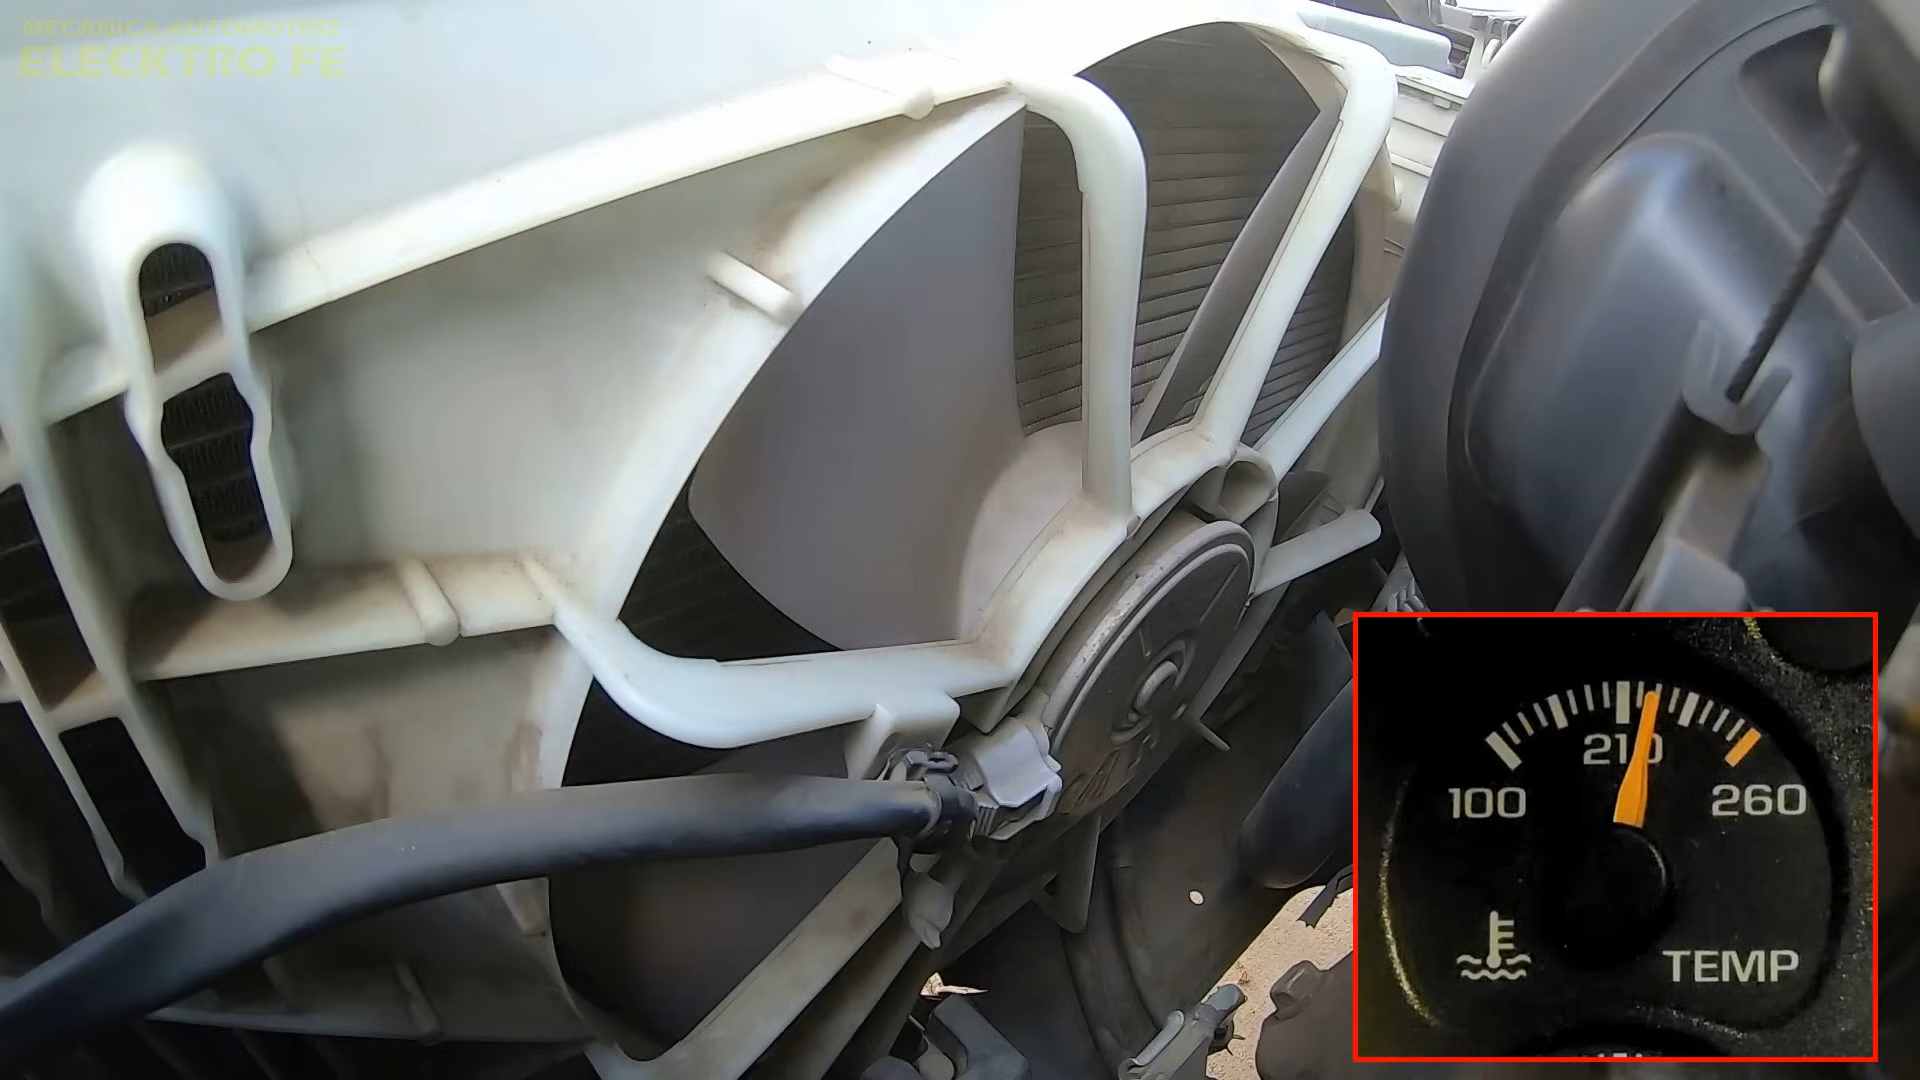 MECANICA AUTOMOTRIZ
ELECKTRO FE
210
100
260
TEMP